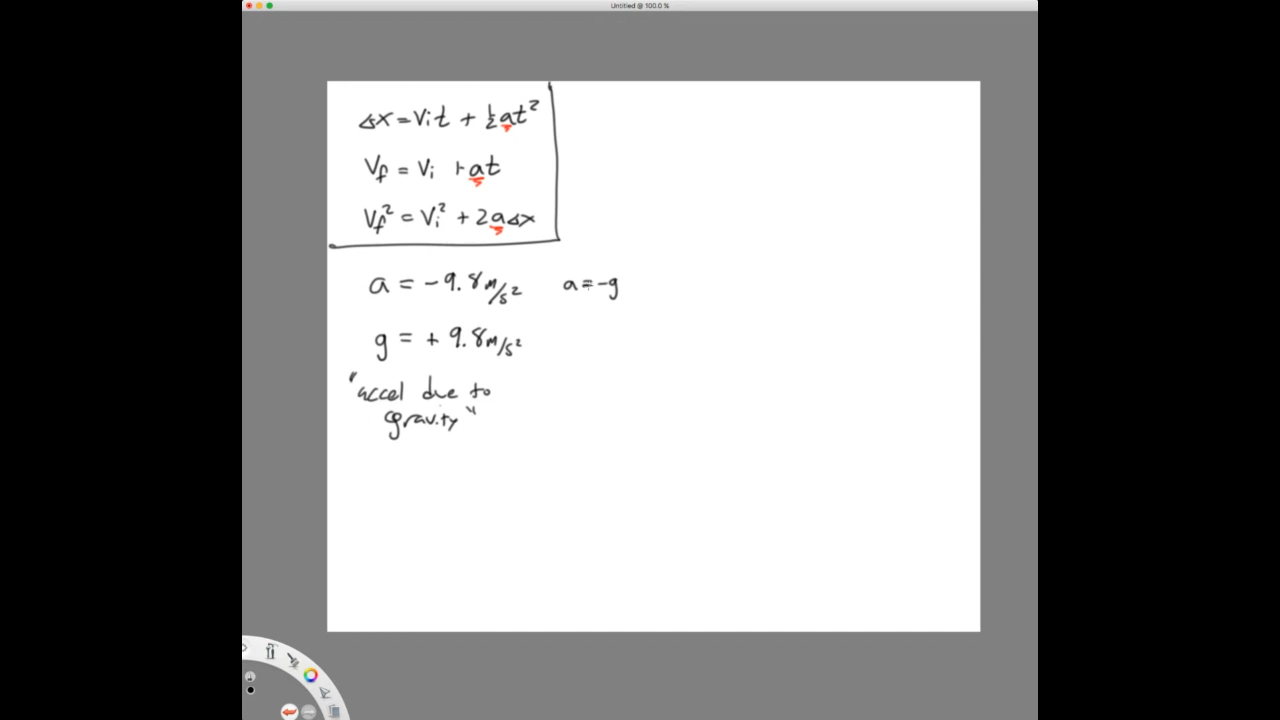 Untitled @ 100.0 %
Δx = Vit + ½at²
Vf = Vi + at
Vf² = Vi² + 2aΔx
a = -9.8 m/s² a = -g
g = + 9.8 m/s²
"accel due to
gravity"